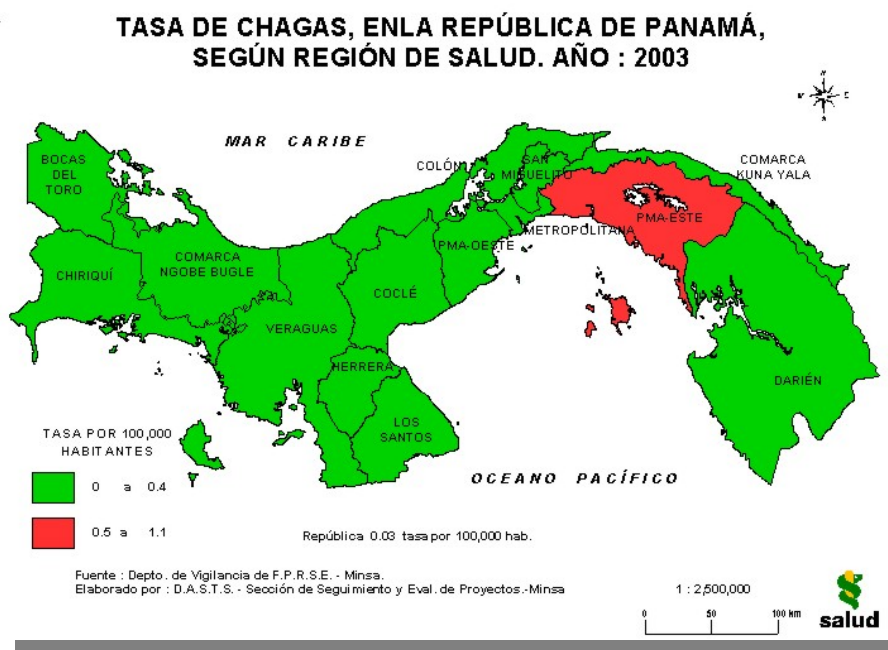 TASA DE CHAGAS, ENLA REPÚBLICA DE PANAMÁ,
SEGÚN REGIÓN DE SALUD. AÑO : 2003
N
W E
S
MAR CARIBE
BOCAS
DEL
TORO
COLÓN
SAN
MIGUELITO
COMARCA
KUNA YALA
CHIRIQUÍ
COMARCA
NGOBE BUGLE
PMA-OESTE
METROPOLITANA
PMA-ESTE
COCLÉ
VERAGUAS
HERRERA
DARIÉN
LOS
SANTOS
TASA POR 100,000
HABITANTES
0 a 0.4
0.5 a 1.1
OCEANO PACÍFICO
República 0.03 tasa por 100,000 hab.
Fuente : Depto. de Vigilancia de F.P.R.S.E. - Minsa.
Elaborado por : D.A.S.T.S. - Sección de Seguimiento y Eval. de Proyectos.-Minsa
1 : 2,500,000
0 50 100 km
salud